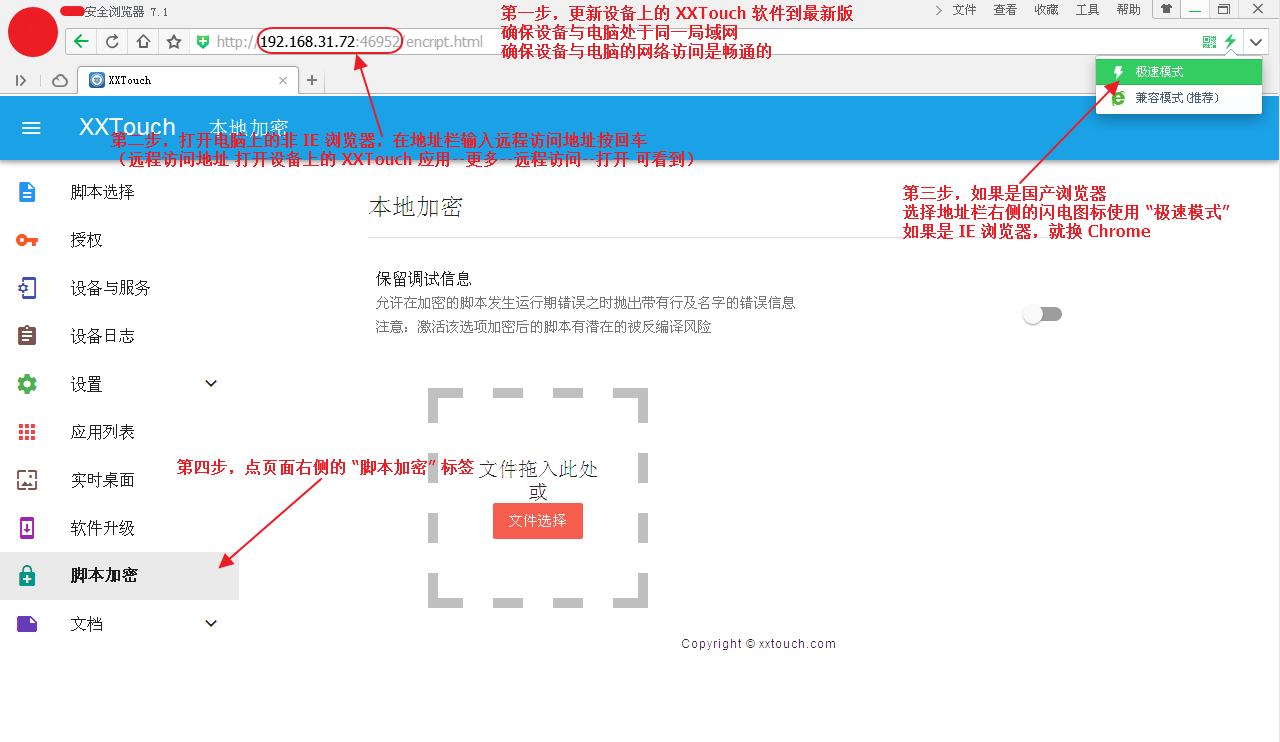 安全浏览器 7.1
文件 查看 收藏 工具 帮助
第一步，更新设备上的 XXTouch 软件到最新版
确保设备与电脑处于同一局域网
确保设备与电脑的网络访问是畅通的
http://192.168.31.72:46952/encript.html
XXTouch
极速模式
兼容模式(推荐)
XXTouch 本地加密
第二步，打开电脑上的非 IE 浏览器，在地址栏输入远程访问地址按回车
（远程访问地址 打开设备上的 XXTouch 应用--更多--远程访问--打开 可看到）
第三步，如果是国产浏览器
选择地址栏右侧的闪电图标使用 “极速模式”
如果是 IE 浏览器，就换 Chrome
脚本选择
授权
设备与服务
设备日志
设置
应用列表
实时桌面
软件升级
脚本加密
文档
本地加密
保留调试信息
允许在加密的脚本发生运行期错误之时抛出带有行及名字的错误信息
注意：激活该选项加密后的脚本有潜在的被反编译风险
第四步，点页面右侧的 “脚本加密” 标签
文件拖入此处
或
文件选择
Copyright © xxtouch.com